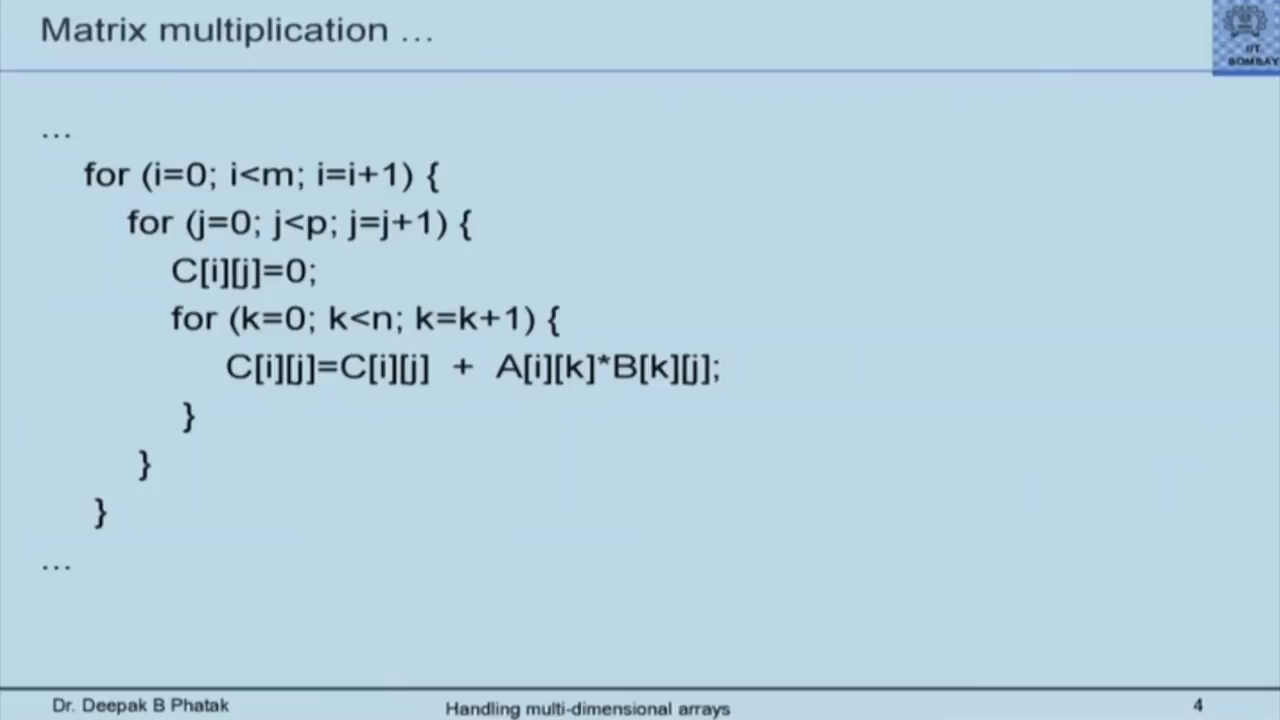 Matrix multiplication ...
IIT
BOMBAY
...
for (i=0; i<m; i=i+1) {
for (j=0; j<p; j=j+1) {
C[i][j]=0;
for (k=0; k<n; k=k+1) {
C[i][j]=C[i][j] + A[i][k]*B[k][j];
}
}
}
...
Dr. Deepak B Phatak
Handling multi-dimensional arrays
4